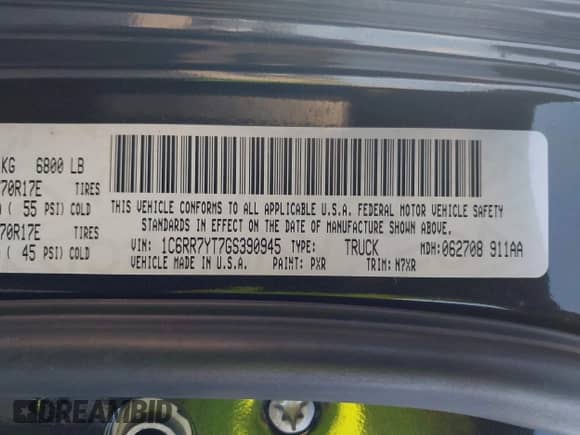 KG 6800 LB
70R17E TIRES
( 55 PSI) COLD
70R17E TIRES
( 45 PSI) COLD
THIS VEHICLE CONFORMS TO ALL APPLICABLE U.S.A. FEDERAL MOTOR VEHICLE SAFETY
STANDARDS IN EFFECT ON THE DATE OF MANUFACTURE SHOWN ABOVE.
VIN: 1C6RR7YT7GS390945 TYPE: TRUCK MDH: 062708 911AA
VEHICLE MADE IN U.S.A. PAINT: PXR TRIM: N7XR
DREAMBID